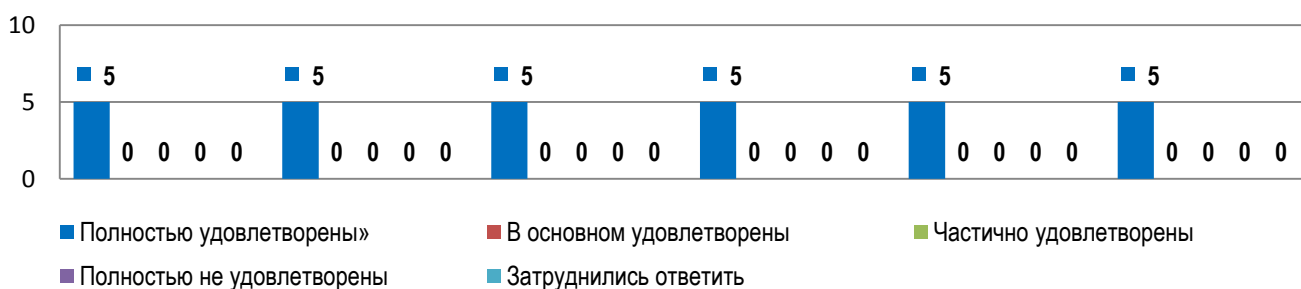 10
5 5 5 5 5 5
5
0 0 0 0 0 0 0 0 0 0 0 0 0 0 0 0 0 0 0 0 0 0 0 0
0
Полностью удовлетворены» В основном удовлетворены Частично удовлетворены
Полностью не удовлетворены Затруднились ответить